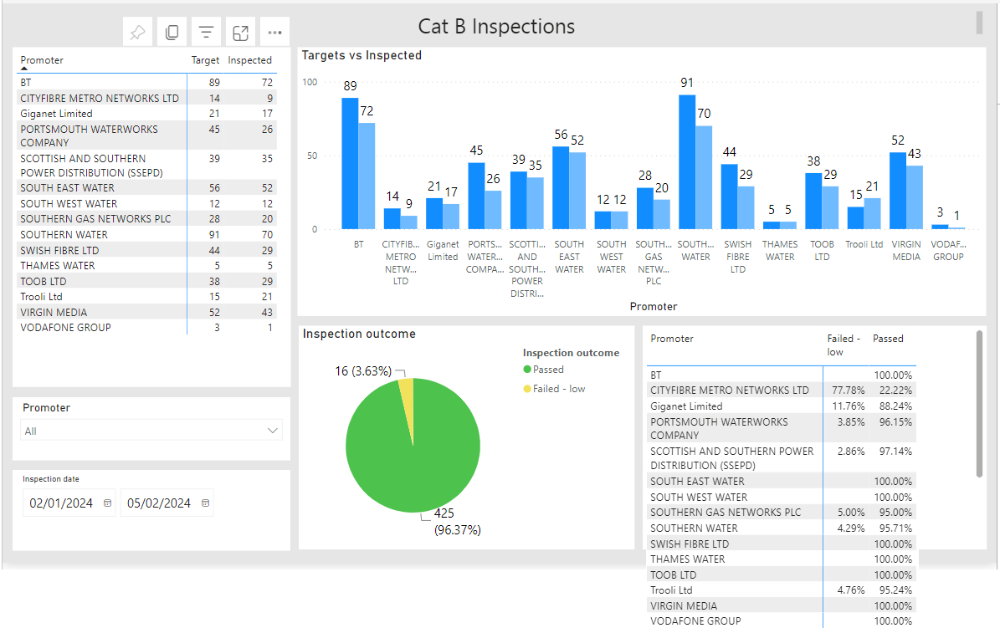 Cat B Inspections
Promoter Target Inspected
BT 89 72
CITYFIBRE METRO NETWORKS LTD 14 9
Giganet Limited 21 17
PORTSMOUTH WATERWORKS 45 26
COMPANY
SCOTTISH AND SOUTHERN 39 35
POWER DISTRIBUTION (SSEPD)
SOUTH EAST WATER 56 52
SOUTH WEST WATER 12 12
SOUTHERN GAS NETWORKS PLC 28 20
SOUTHERN WATER 91 70
SWISH FIBRE LTD 44 29
THAMES WATER 5 5
TOOB LTD 38 29
Trooli Ltd 15 21
VIRGIN MEDIA 52 43
VODAFONE GROUP 3 1
Promoter
All
Inspection date
02/01/2024 05/02/2024
Targets vs Inspected
100
50
0
89 72 14 9 21 17 45 26 39 35 56 52 12 12 28 20 91 70 44 29 5 5 38 29 15 21 52 43 3 1
BT CITYFIB... Giganet PORTS... SCOTTI... SOUTH SOUTH SOUTH... SOUTH... SWISH THAMES TOOB Trooli Ltd VIRGIN VODAF...
METRO Limited WATER... AND EAST WEST GAS WATER FIBRE WATER LTD MEDIA GROUP
NETW... COMPA... SOUTH... WATER WATER NETW... LTD
LTD POWER PLC
DISTRI...
Promoter
Inspection outcome
16 (3.63%)
425
(96.37%)
Inspection outcome
Passed
Failed - low
Promoter Failed - Passed
low
BT 100.00%
CITYFIBRE METRO NETWORKS LTD 77.78% 22.22%
Giganet Limited 11.76% 88.24%
PORTSMOUTH WATERWORKS 3.85% 96.15%
COMPANY
SCOTTISH AND SOUTHERN POWER 2.86% 97.14%
DISTRIBUTION (SSEPD)
SOUTH EAST WATER 100.00%
SOUTH WEST WATER 100.00%
SOUTHERN GAS NETWORKS PLC 5.00% 95.00%
SOUTHERN WATER 4.29% 95.71%
SWISH FIBRE LTD 100.00%
THAMES WATER 100.00%
TOOB LTD 100.00%
Trooli Ltd 4.76% 95.24%
VIRGIN MEDIA 100.00%
VODAFONE GROUP 100.00%